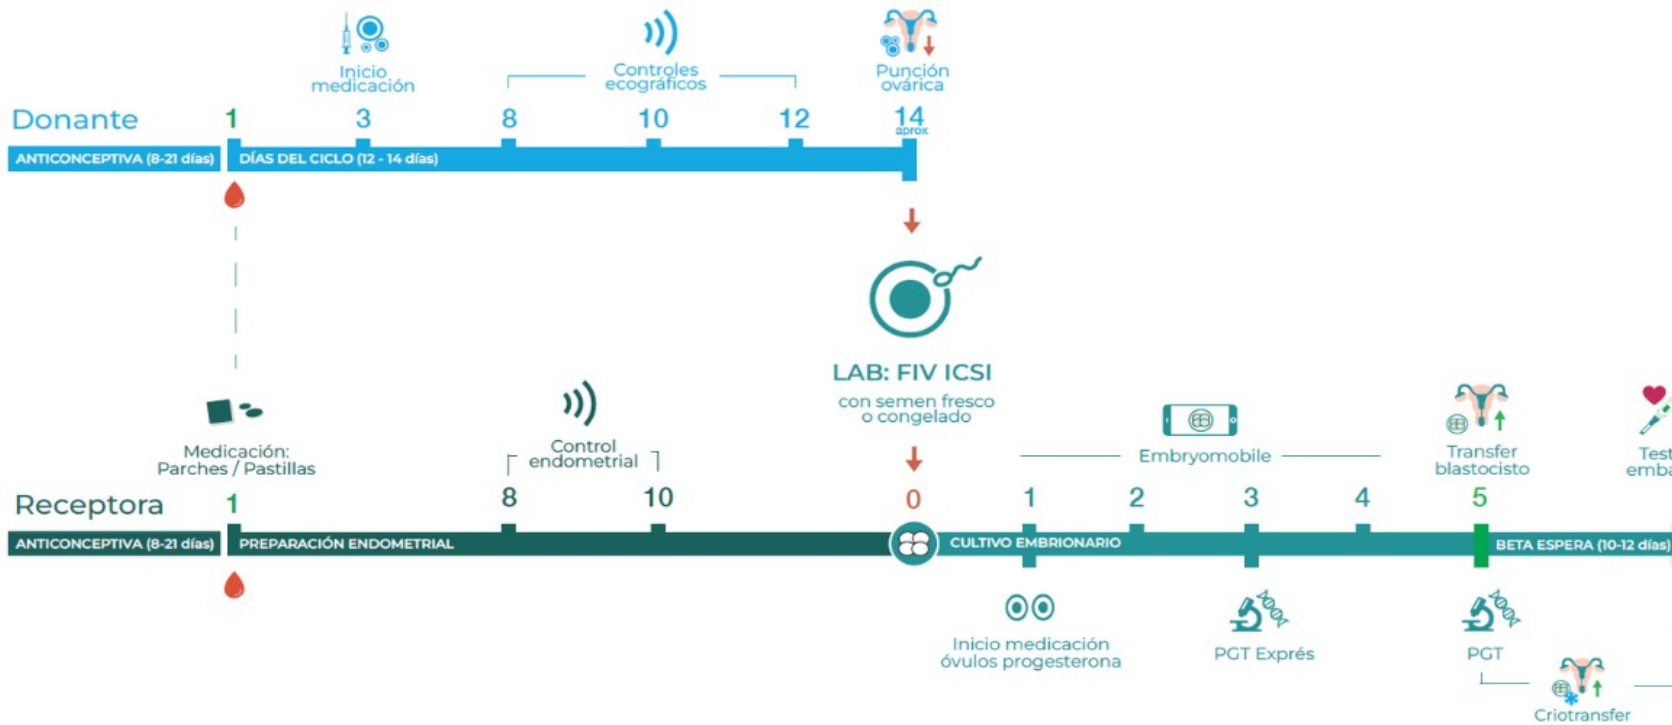 Inicio
medicación
Controles
ecográficos
Punción
ovárica
Donante
1
3
8
10
12
14
aprox
ANTICONCEPTIVA (8-21 días)
DÍAS DEL CICLO (12 - 14 días)
LAB: FIV ICSI
con semen fresco
o congelado
Medicación:
Parches / Pastillas
Control
endometrial
Embryomobile
Transfer
blastocisto
Test
emba
Receptora
1
8
10
0
1
2
3
4
5
ANTICONCEPTIVA (8-21 días)
PREPARACIÓN ENDOMETRIAL
CULTIVO EMBRIONARIO
BETA ESPERA (10-12 días)
Inicio medicación
óvulos progesterona
PGT Exprés
PGT
Criotransfer